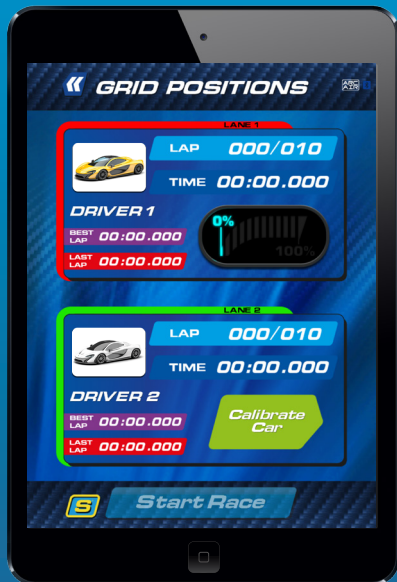 GRID POSITIONS
ARC
AIR
LANE 1
LAP 000/010
TIME 00:00.000
DRIVER 1
0%
100%
BEST LAP 00:00.000
LAST LAP 00:00.000
LANE 2
LAP 000/010
TIME 00:00.000
DRIVER 2
Calibrate
Car
BEST LAP 00:00.000
LAST LAP 00:00.000
S Start Race